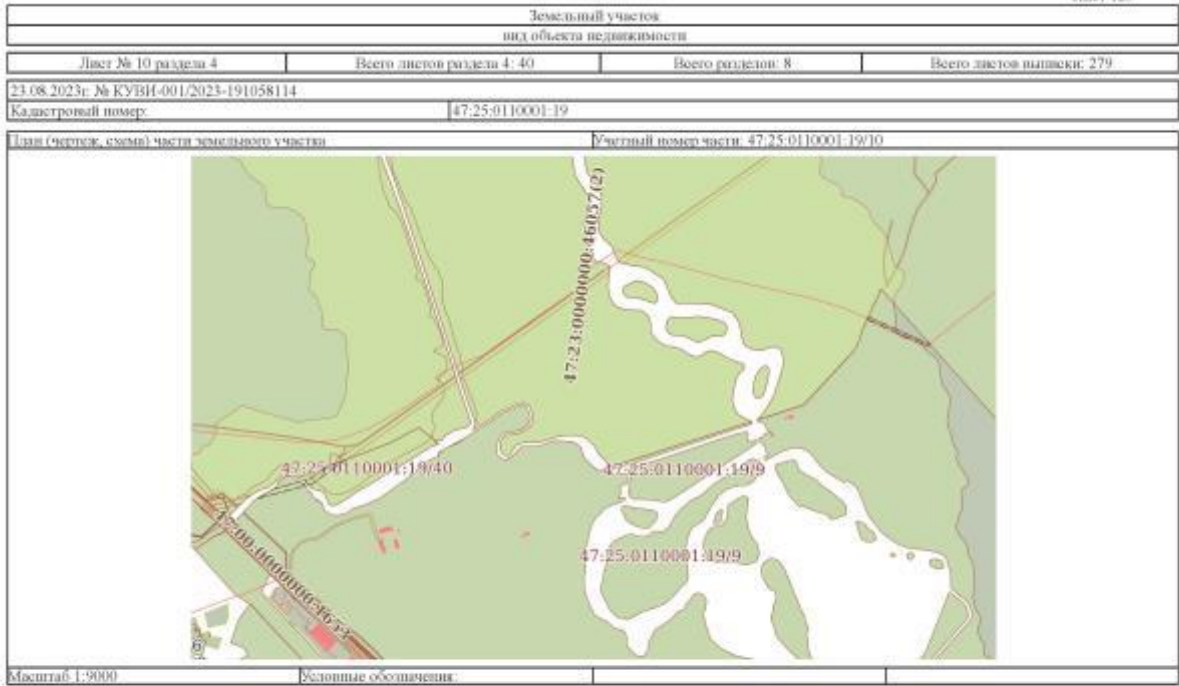 Земельный участок
вид объекта недвижимости
Лист № 10 раздела 4 Всего листов раздела 4: 40 Всего разделов: 8 Всего листов выписки: 279
23.08.2023г. № КУВИ-001/2023-191058114
Кадастровый номер: 47:25:0110001:19
План (чертеж, схема) части земельного участка Учетный номер части: 47:25:0110001:19/10
47:23:0000000:46057(2)
47:25:0110001:19/40 47:25:0110001:19/9
47:25:0110001:19/9
Масштаб 1:9000 Условные обозначения: